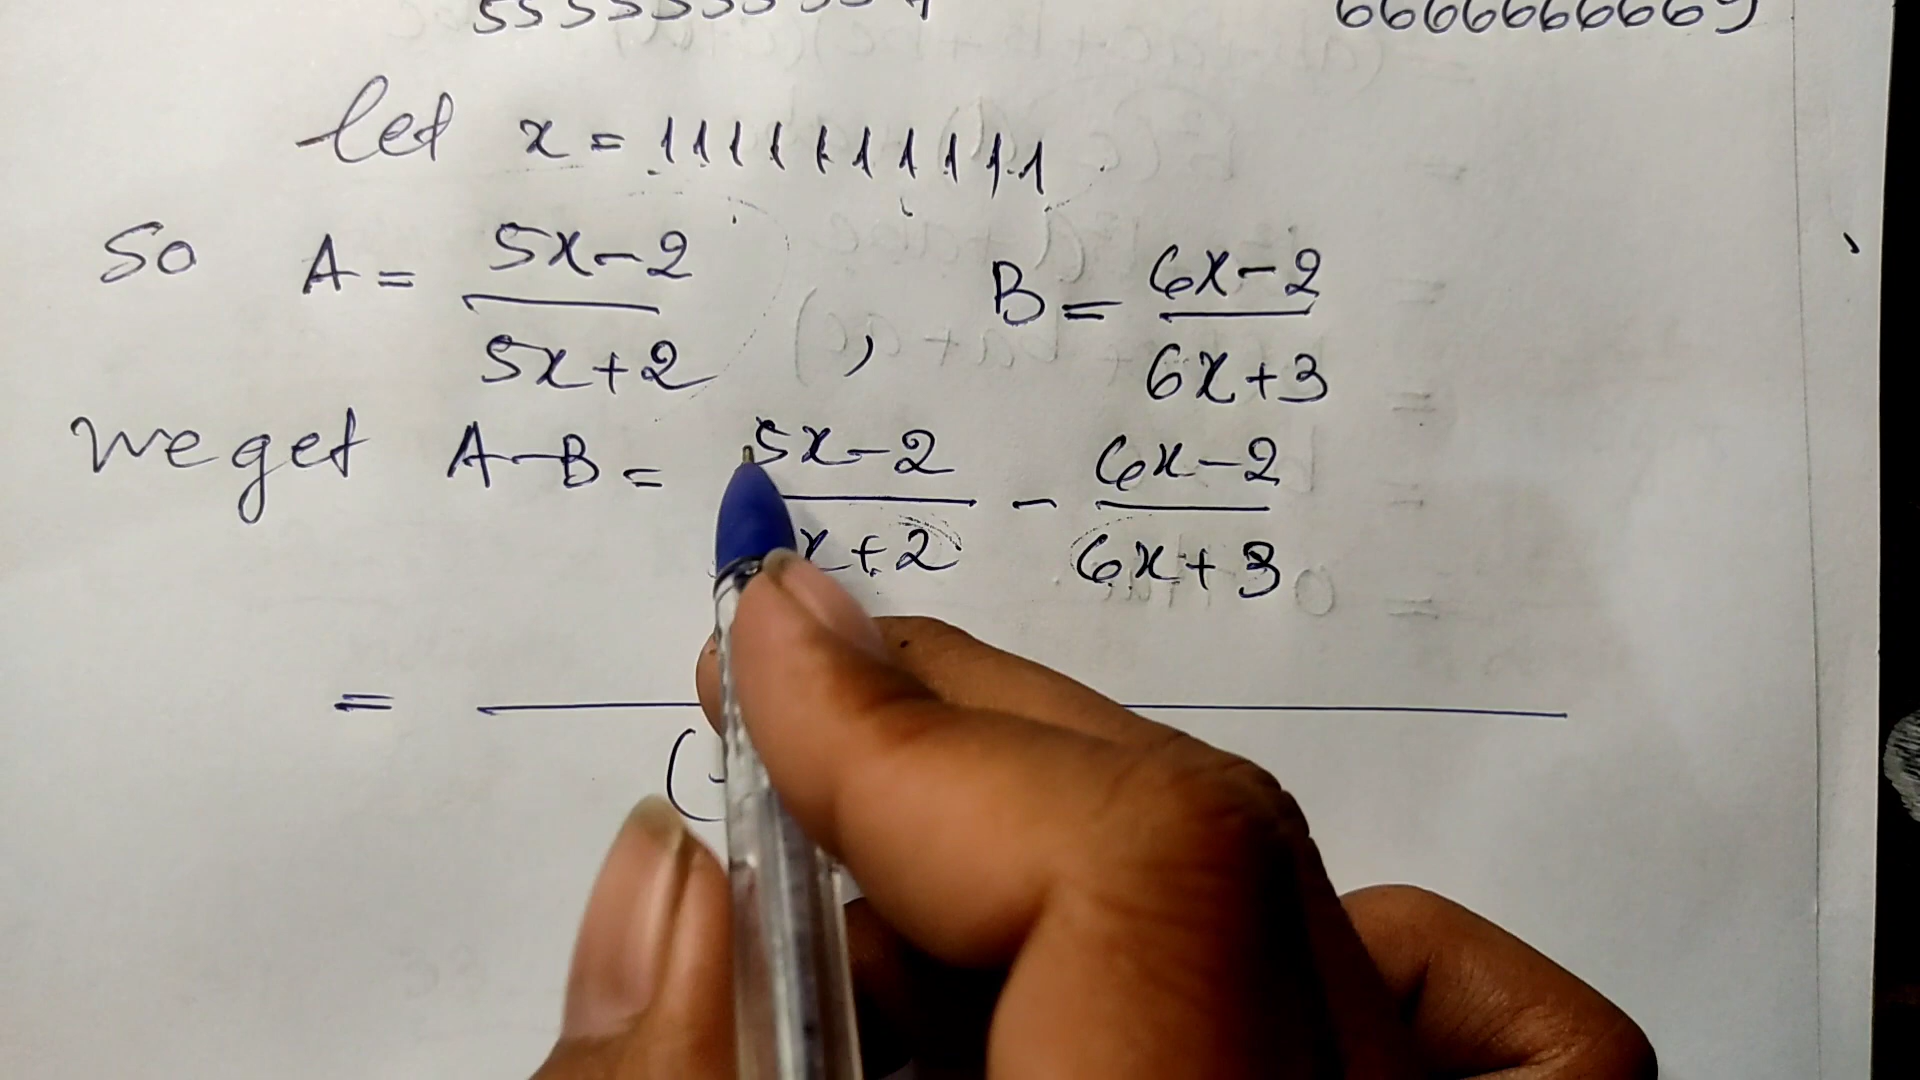 let x = 1111111111
So A = 5x-2 / 5x+2 , B = 6x-2 / 6x+3
We get A-B = 5x-2 / x+2 - 6x-2 / 6x+3
=
(